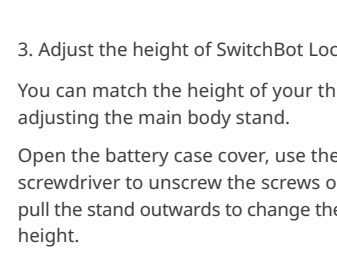 3. Adjust the height of SwitchBot Loc
You can match the height of your th
adjusting the main body stand.
Open the battery case cover, use the
screwdriver to unscrew the screws o
pull the stand outwards to change the
height.